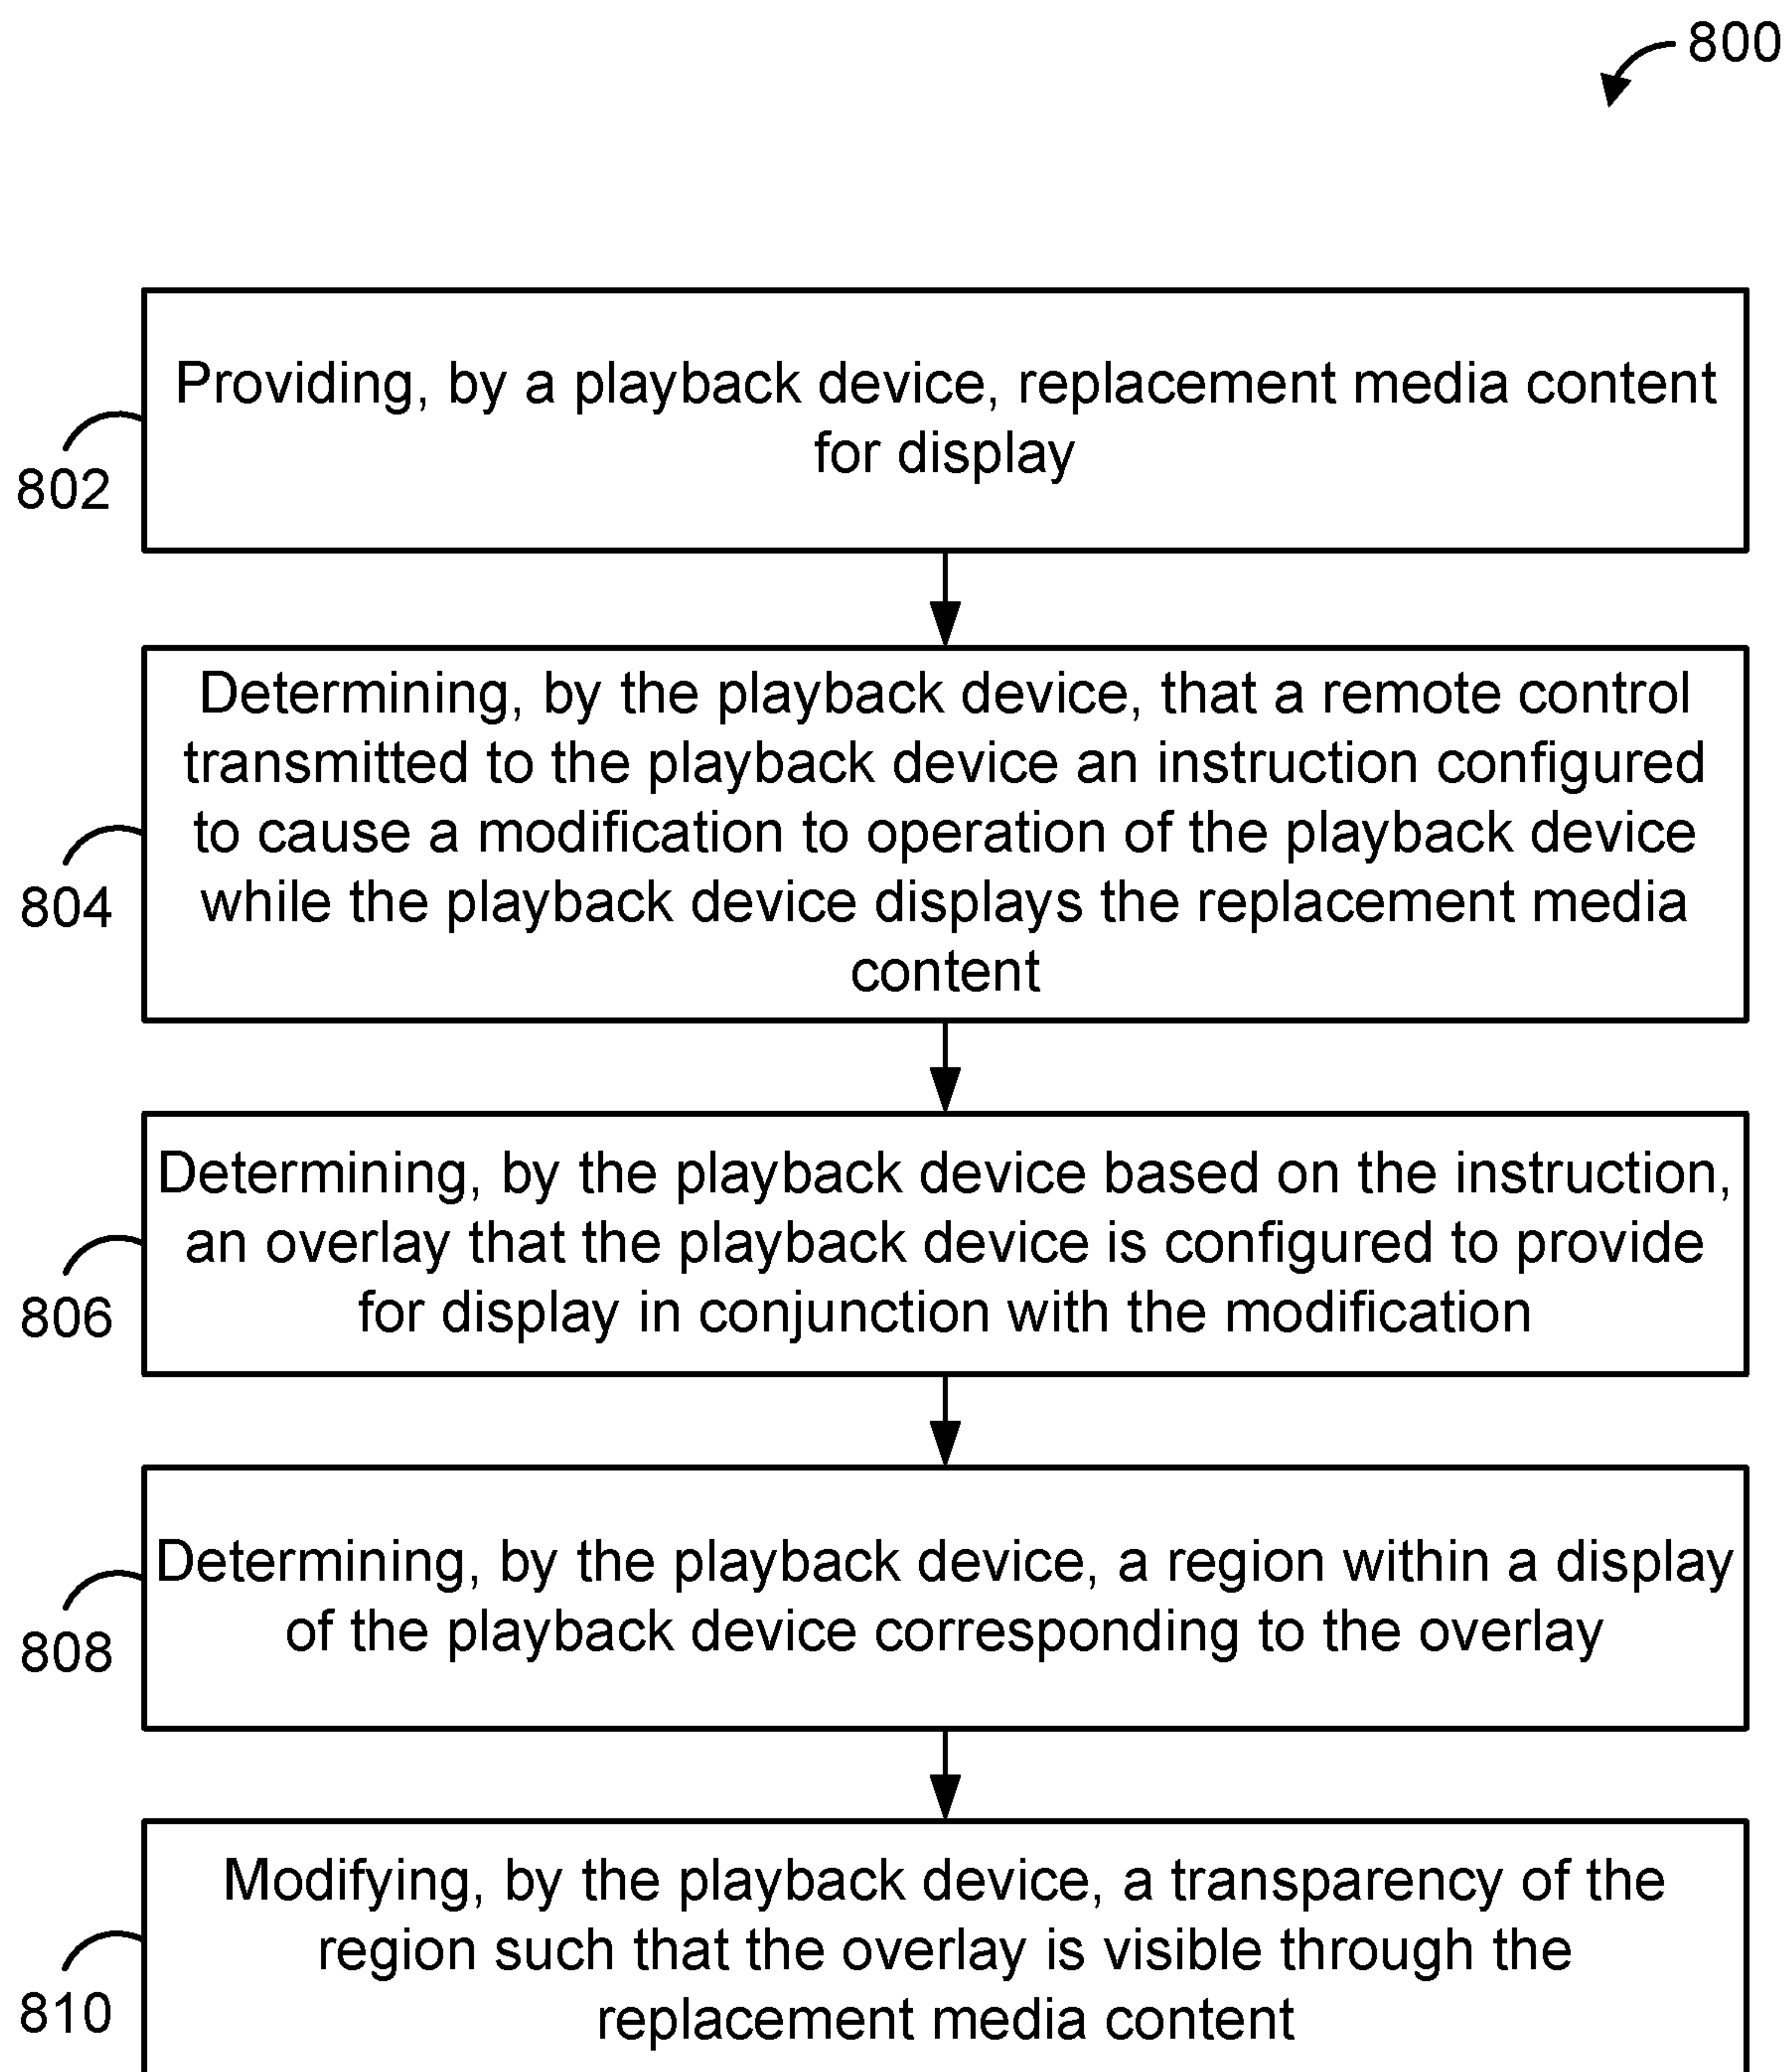 800
Providing, by a playback device, replacement media content
for display
802
Determining, by the playback device, that a remote control
transmitted to the playback device an instruction configured
to cause a modification to operation of the playback device
while the playback device displays the replacement media
content
804
Determining, by the playback device based on the instruction,
an overlay that the playback device is configured to provide
for display in conjunction with the modification
806
Determining, by the playback device, a region within a display
of the playback device corresponding to the overlay
808
Modifying, by the playback device, a transparency of the
region such that the overlay is visible through the
replacement media content
810